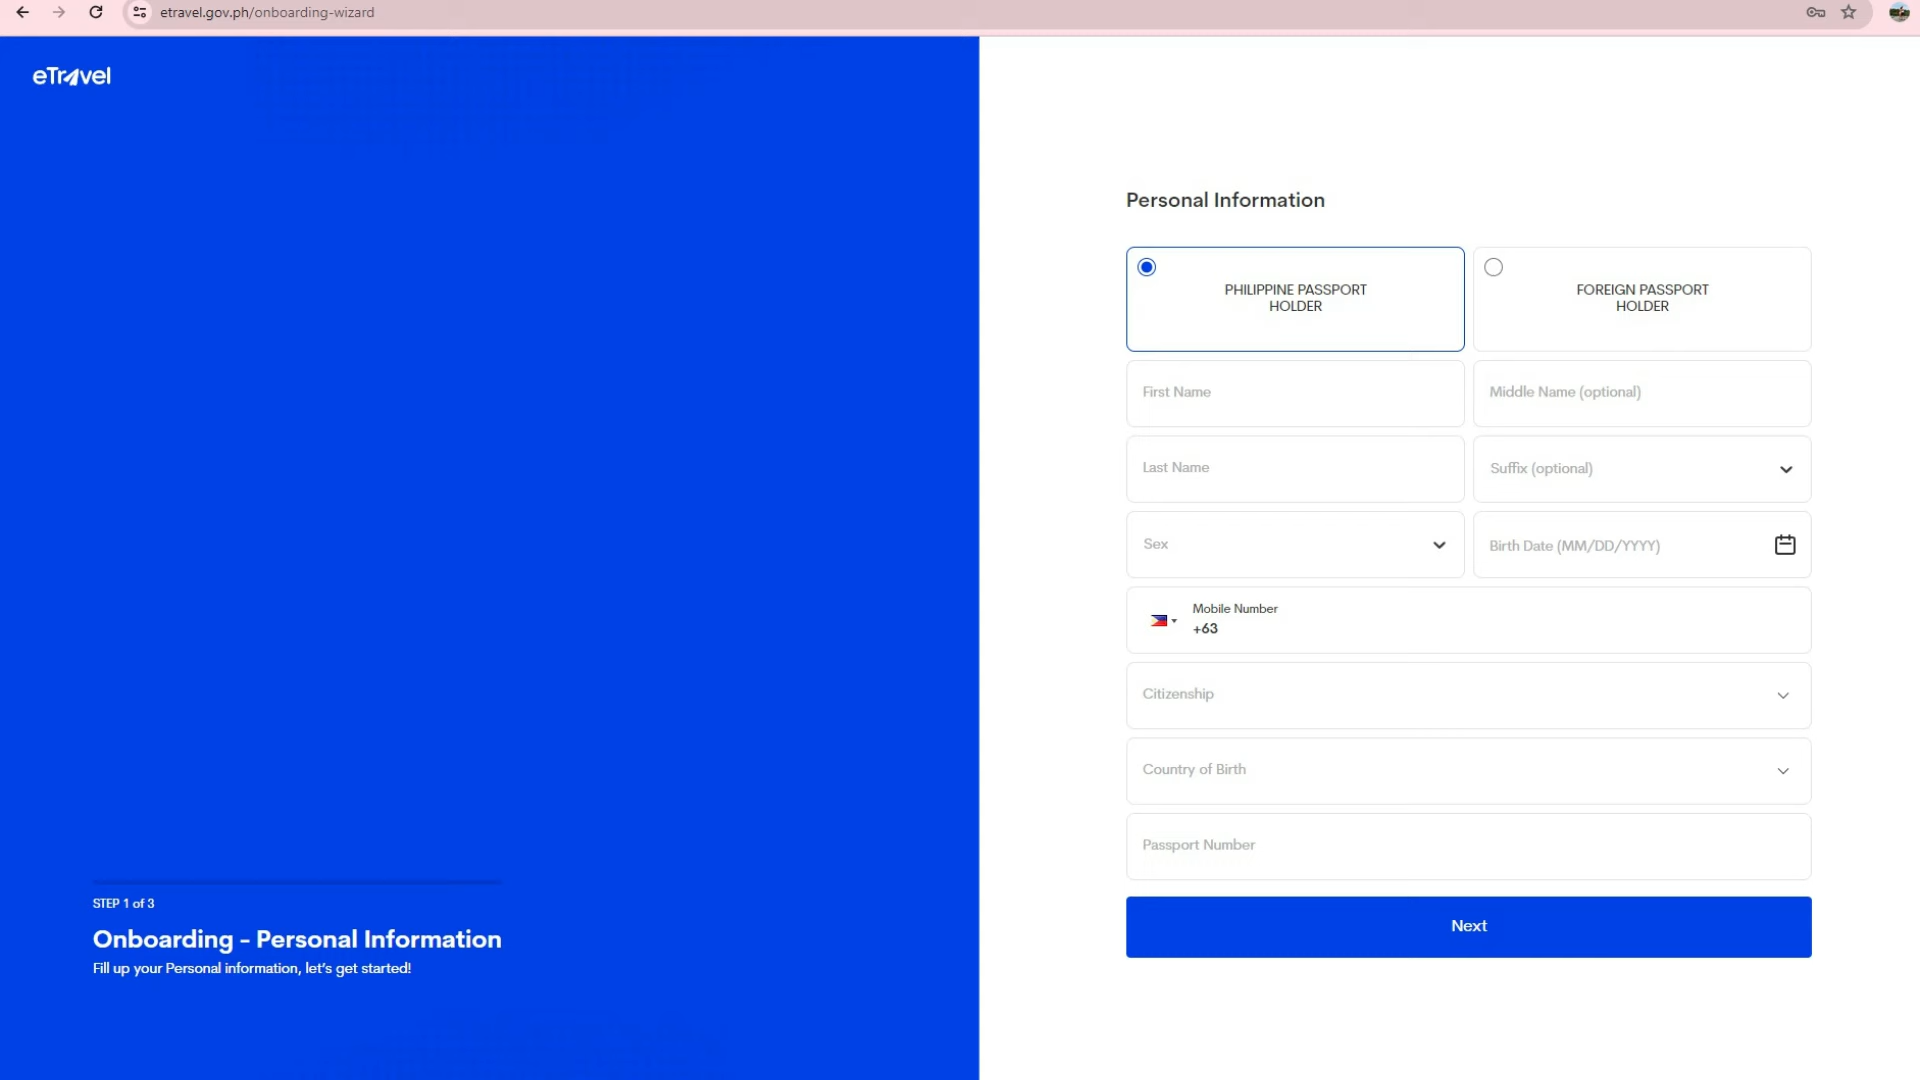 etravel.gov.ph/onboarding-wizard
eTravel
Personal Information
PHILIPPINE PASSPORT
HOLDER
FOREIGN PASSPORT
HOLDER
First Name
Middle Name (optional)
Last Name
Suffix (optional)
Sex
Birth Date (MM/DD/YYYY)
Mobile Number
+63
Citizenship
Country of Birth
Passport Number
Next
STEP 1 of 3
Onboarding - Personal Information
Fill up your Personal information, let's get started!